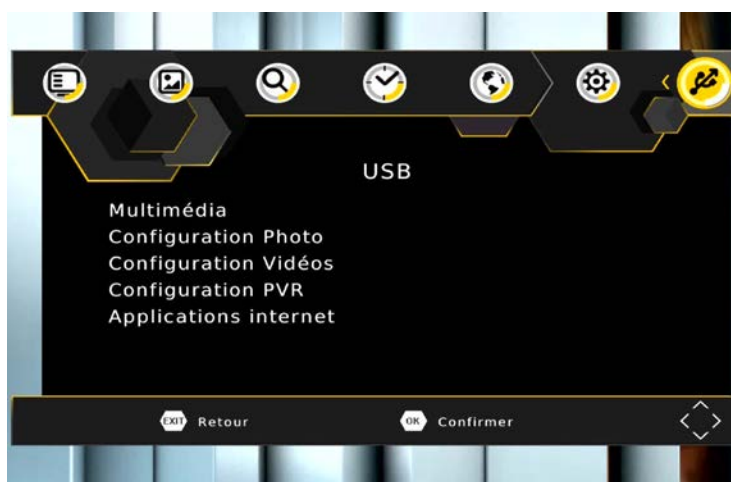 USB
Multimédia
Configuration Photo
Configuration Vidéos
Configuration PVR
Applications internet
EXIT Retour
OK Confirmer